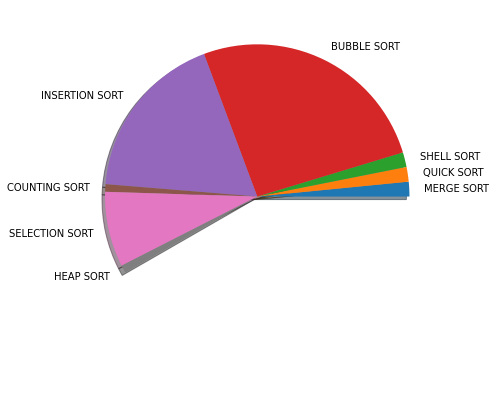 BUBBLE SORT
INSERTION SORT
SHELL SORT
QUICK SORT
COUNTING SORT
MERGE SORT
SELECTION SORT
HEAP SORT